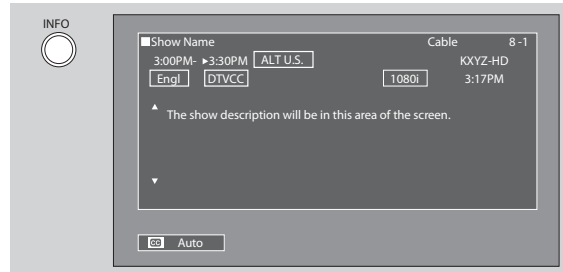 INFO
Show Name Cable 8 -1
3:00PM- ▶3:30PM ALT U.S. KXYZ-HD
Engl DTVCC 1080i 3:17PM
The show description will be in this area of the screen.
CC Auto